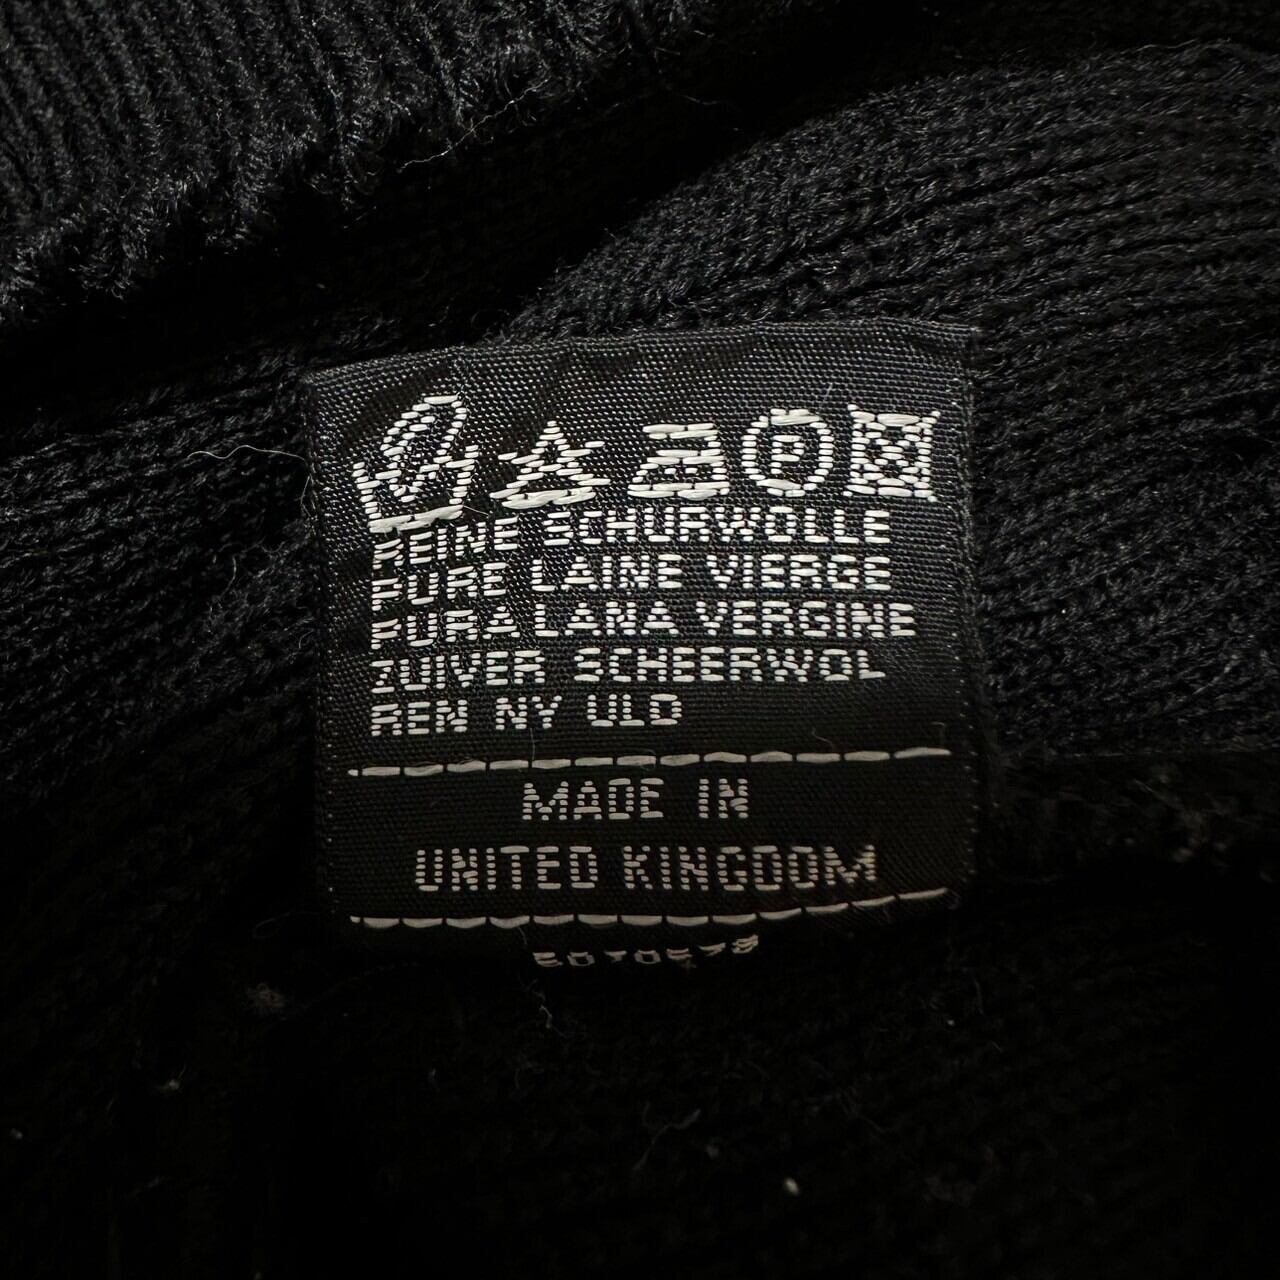 P
REINE SCHURWOLLE
PURE LAINE VIERGE
PURA LANA VERGINE
ZUIVER SCHEERWOL
REN NY ULD
MADE IN
UNITED KINGDOM